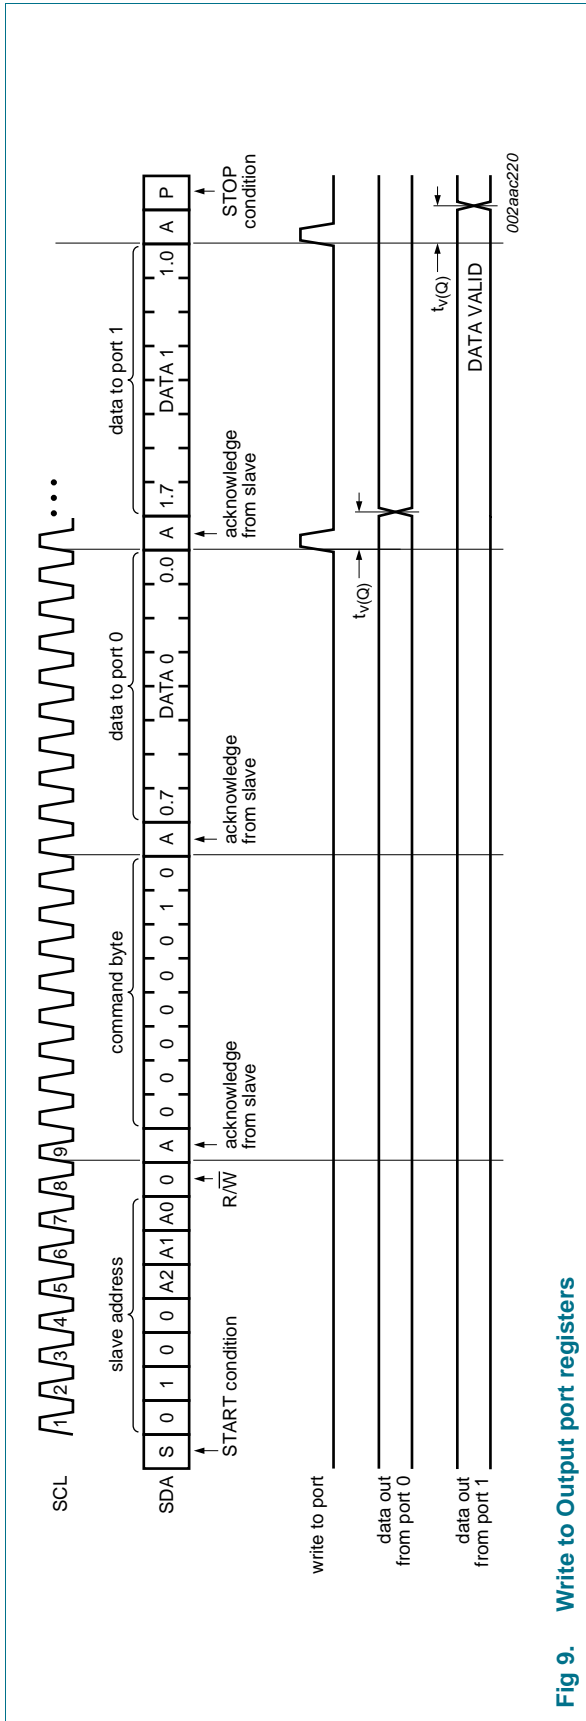 SCL
1 2 3 4 5 6 7 8 9
slave address
command byte
data to port 0
data to port 1
SDA
S 0 1 0 0 A2 A1 A0 0 A 0 0 0 0 0 0 1 0 A 0.7 DATA 0 0.0 A 1.7 DATA 1 1.0 A P
START condition
R/W
acknowledge
from slave
acknowledge
from slave
acknowledge
from slave
STOP
condition
write to port
data out
from port 0
tv(Q)
data out
from port 1
tv(Q)
DATA VALID
002aac220
Fig 9. Write to Output port registers